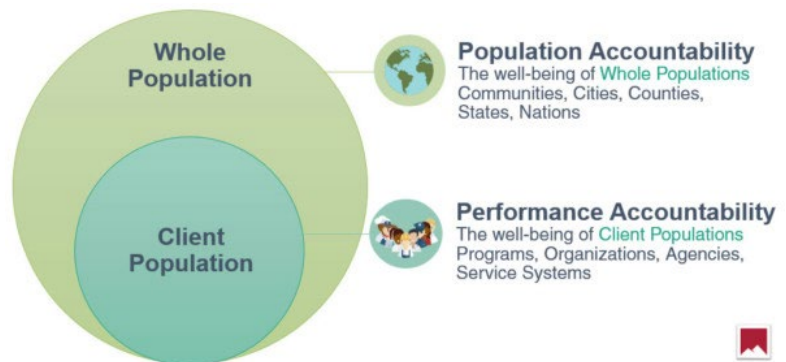 Whole
Population
Population Accountability
The well-being of Whole Populations
Communities, Cities, Counties,
States, Nations
Client
Population
Performance Accountability
The well-being of Client Populations
Programs, Organizations, Agencies,
Service Systems